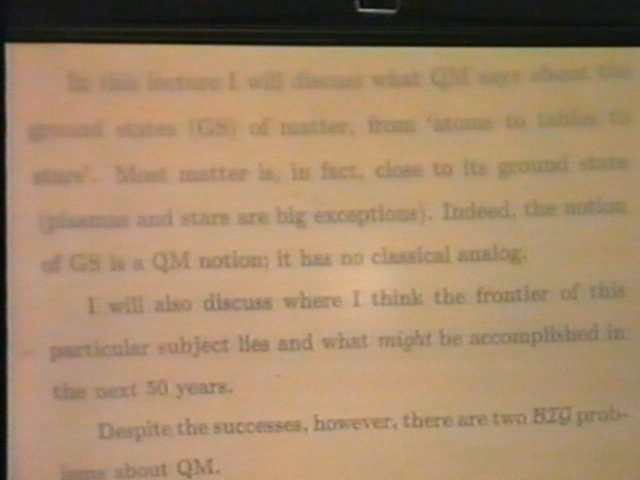 In this lecture I will discuss what QM says about the
ground states (GS) of matter, from 'atoms to tables to
stars'. Most matter is, in fact, close to its ground state
(plasmas and stars are big exceptions). Indeed, the notion
of GS is a QM notion; it has no classical analog.
I will also discuss where I think the frontier of this
particular subject lies and what might be accomplished in
the next 50 years.
Despite the successes, however, there are two BIG prob-
lems about QM.